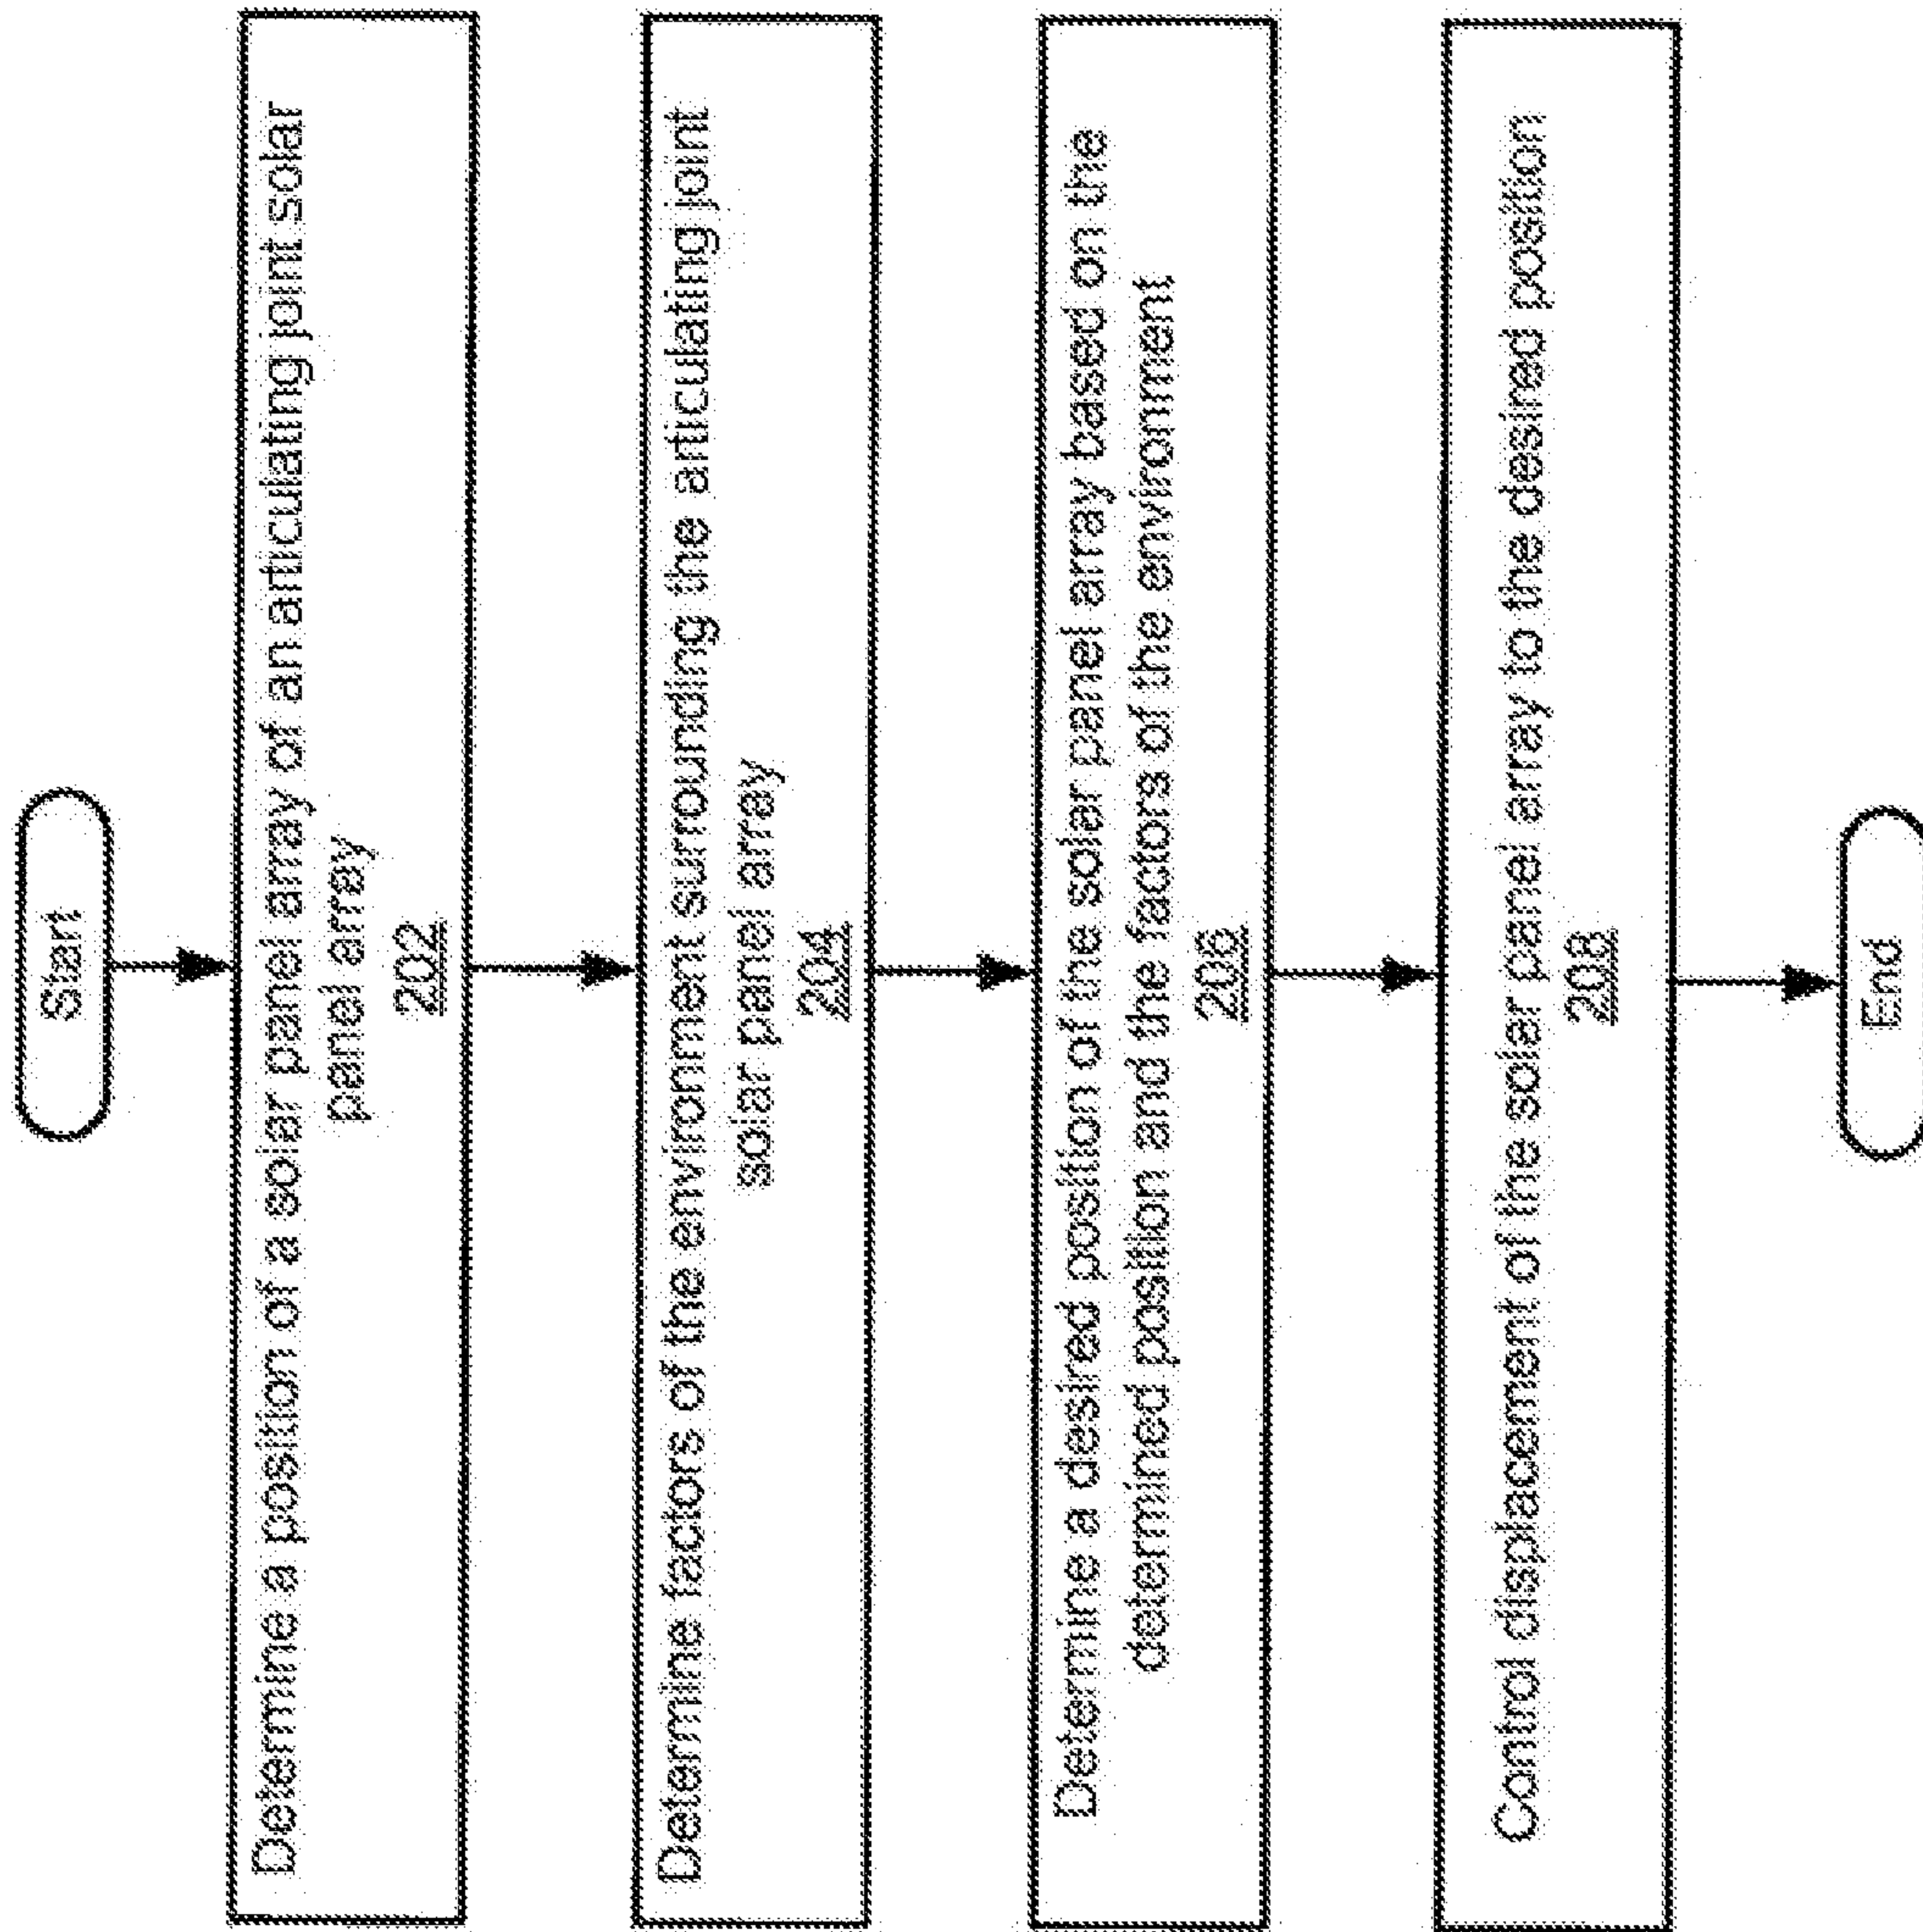 Start
Determine a position of a solar panel array of an articulating joint solar
panel array
202
Determine factors of the environment surrounding the articulating joint
solar panel array
204
Determine a desired position of the solar panel array based on the
determined position and the factors of the environment
206
Control displacement of the solar panel array to the desired position
208
End